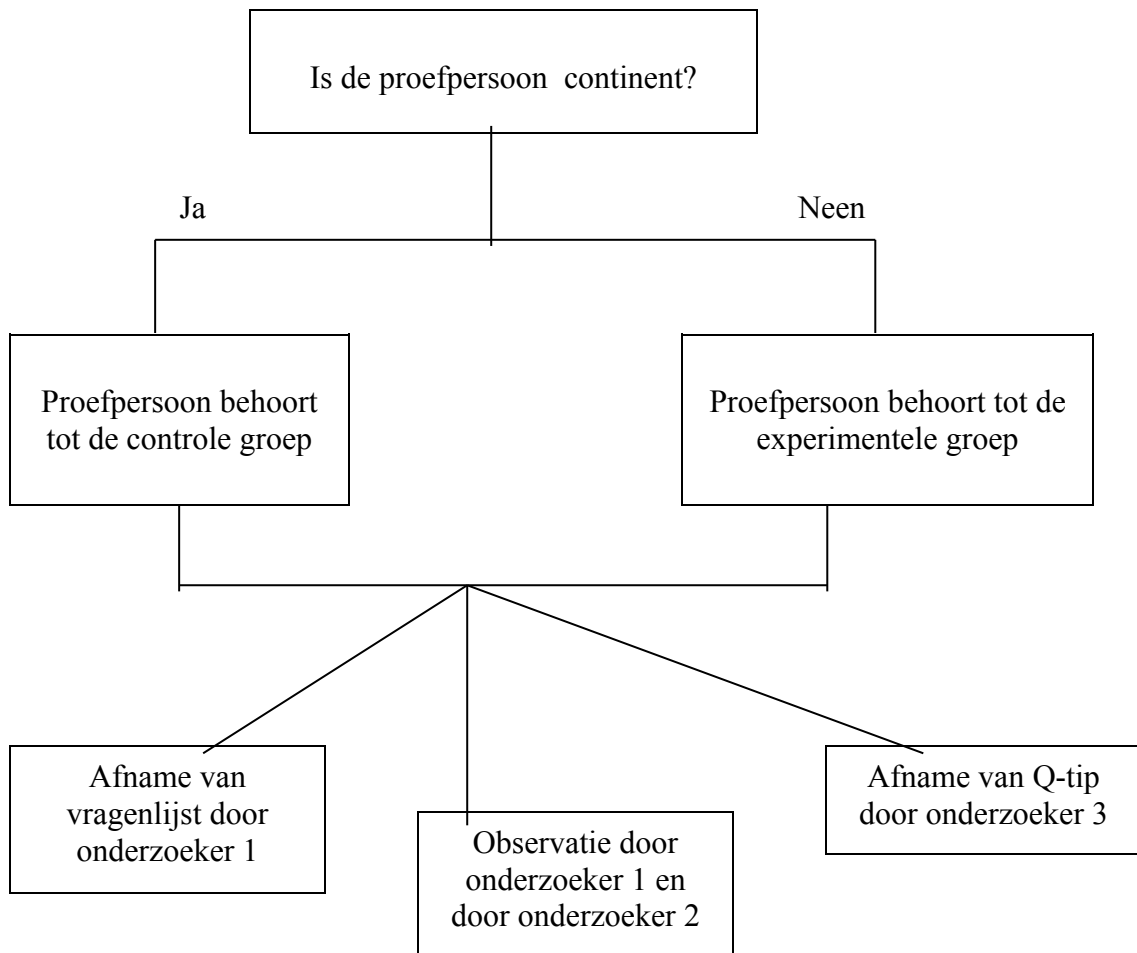 Is de proefpersoon  continent?
Ja
Neen
Proefpersoon behoort
tot de controle groep
Proefpersoon behoort tot de
experimentele groep
Afname van
vragenlijst door
onderzoeker 1
Observatie door
onderzoeker 1 en
door onderzoeker 2
Afname van Q-tip
door onderzoeker 3